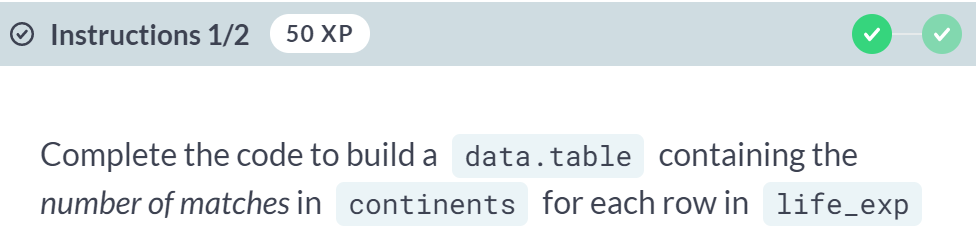 Instructions 1/2 50 XP
Complete the code to build a data.table containing the
number of matches in continents for each row in life_exp